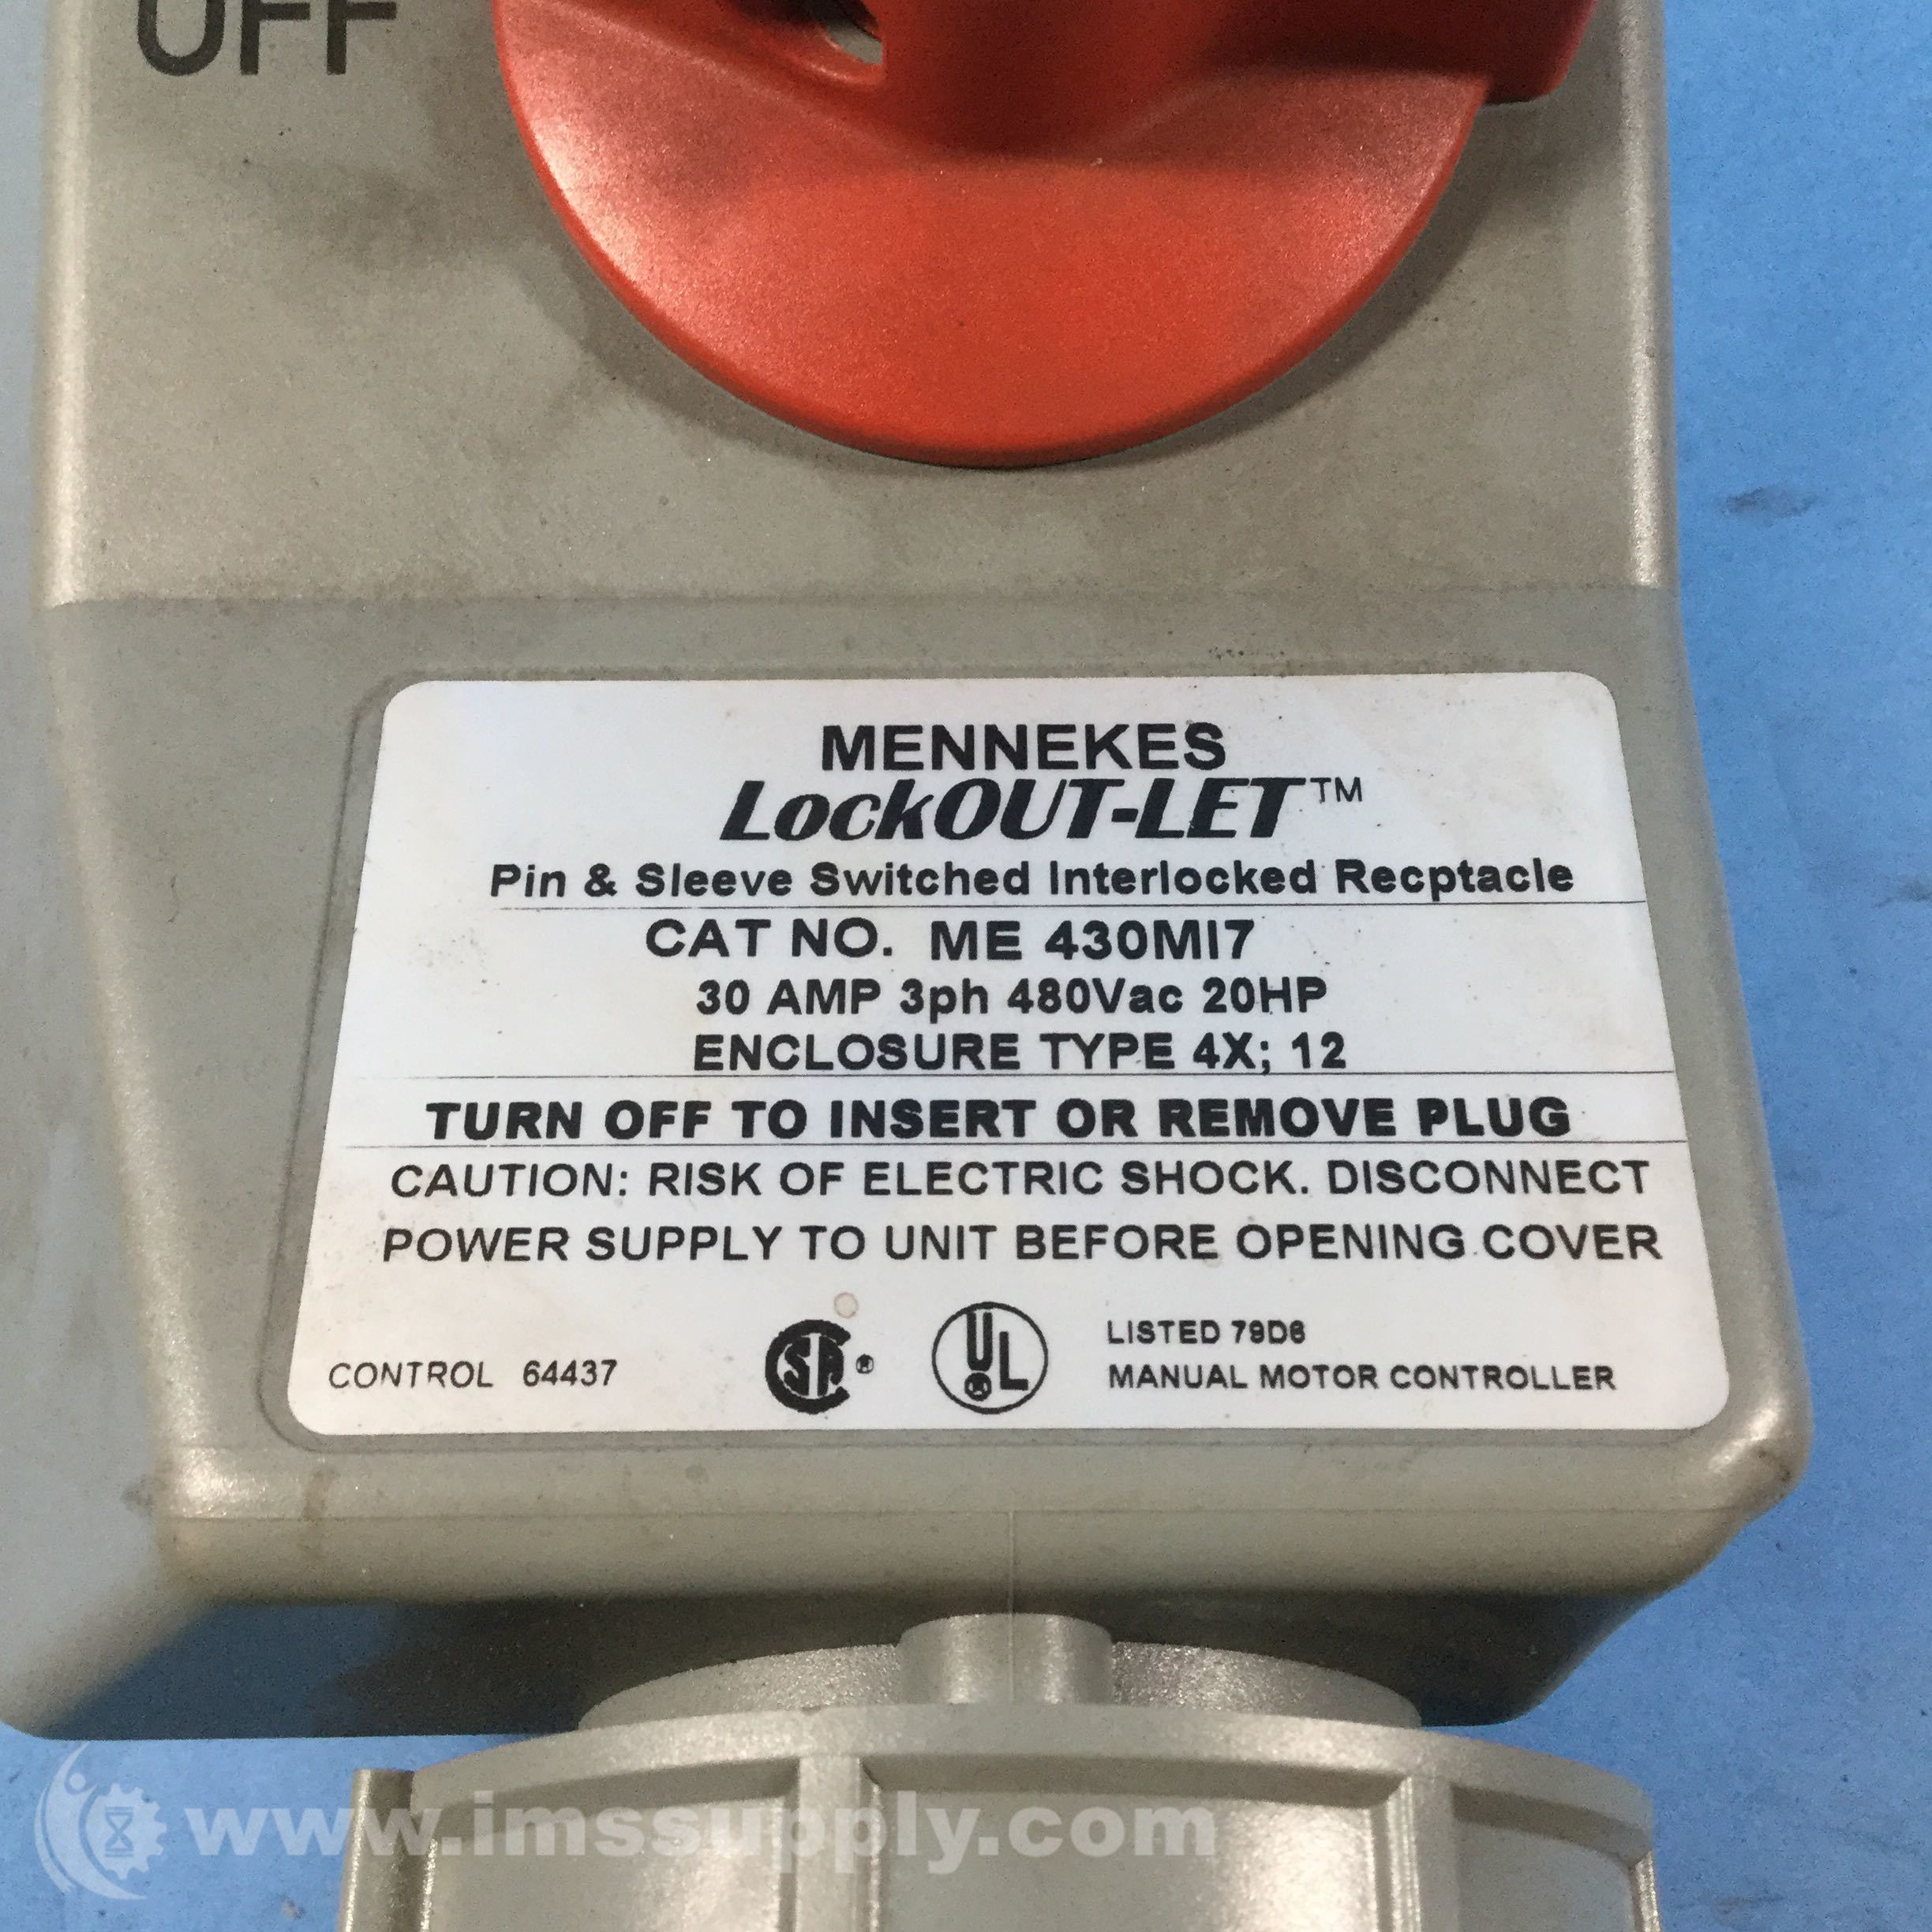 OFF
MENNEKES
LockOUT-LET™
Pin & Sleeve Switched Interlocked Recptacle
CAT NO. ME 430MI7
30 AMP 3ph 480Vac 20HP
ENCLOSURE TYPE 4X; 12
TURN OFF TO INSERT OR REMOVE PLUG
CAUTION: RISK OF ELECTRIC SHOCK. DISCONNECT
POWER SUPPLY TO UNIT BEFORE OPENING COVER
CONTROL 64437
SA
UL
LISTED 79D6
MANUAL MOTOR CONTROLLER
www.imssupply.com